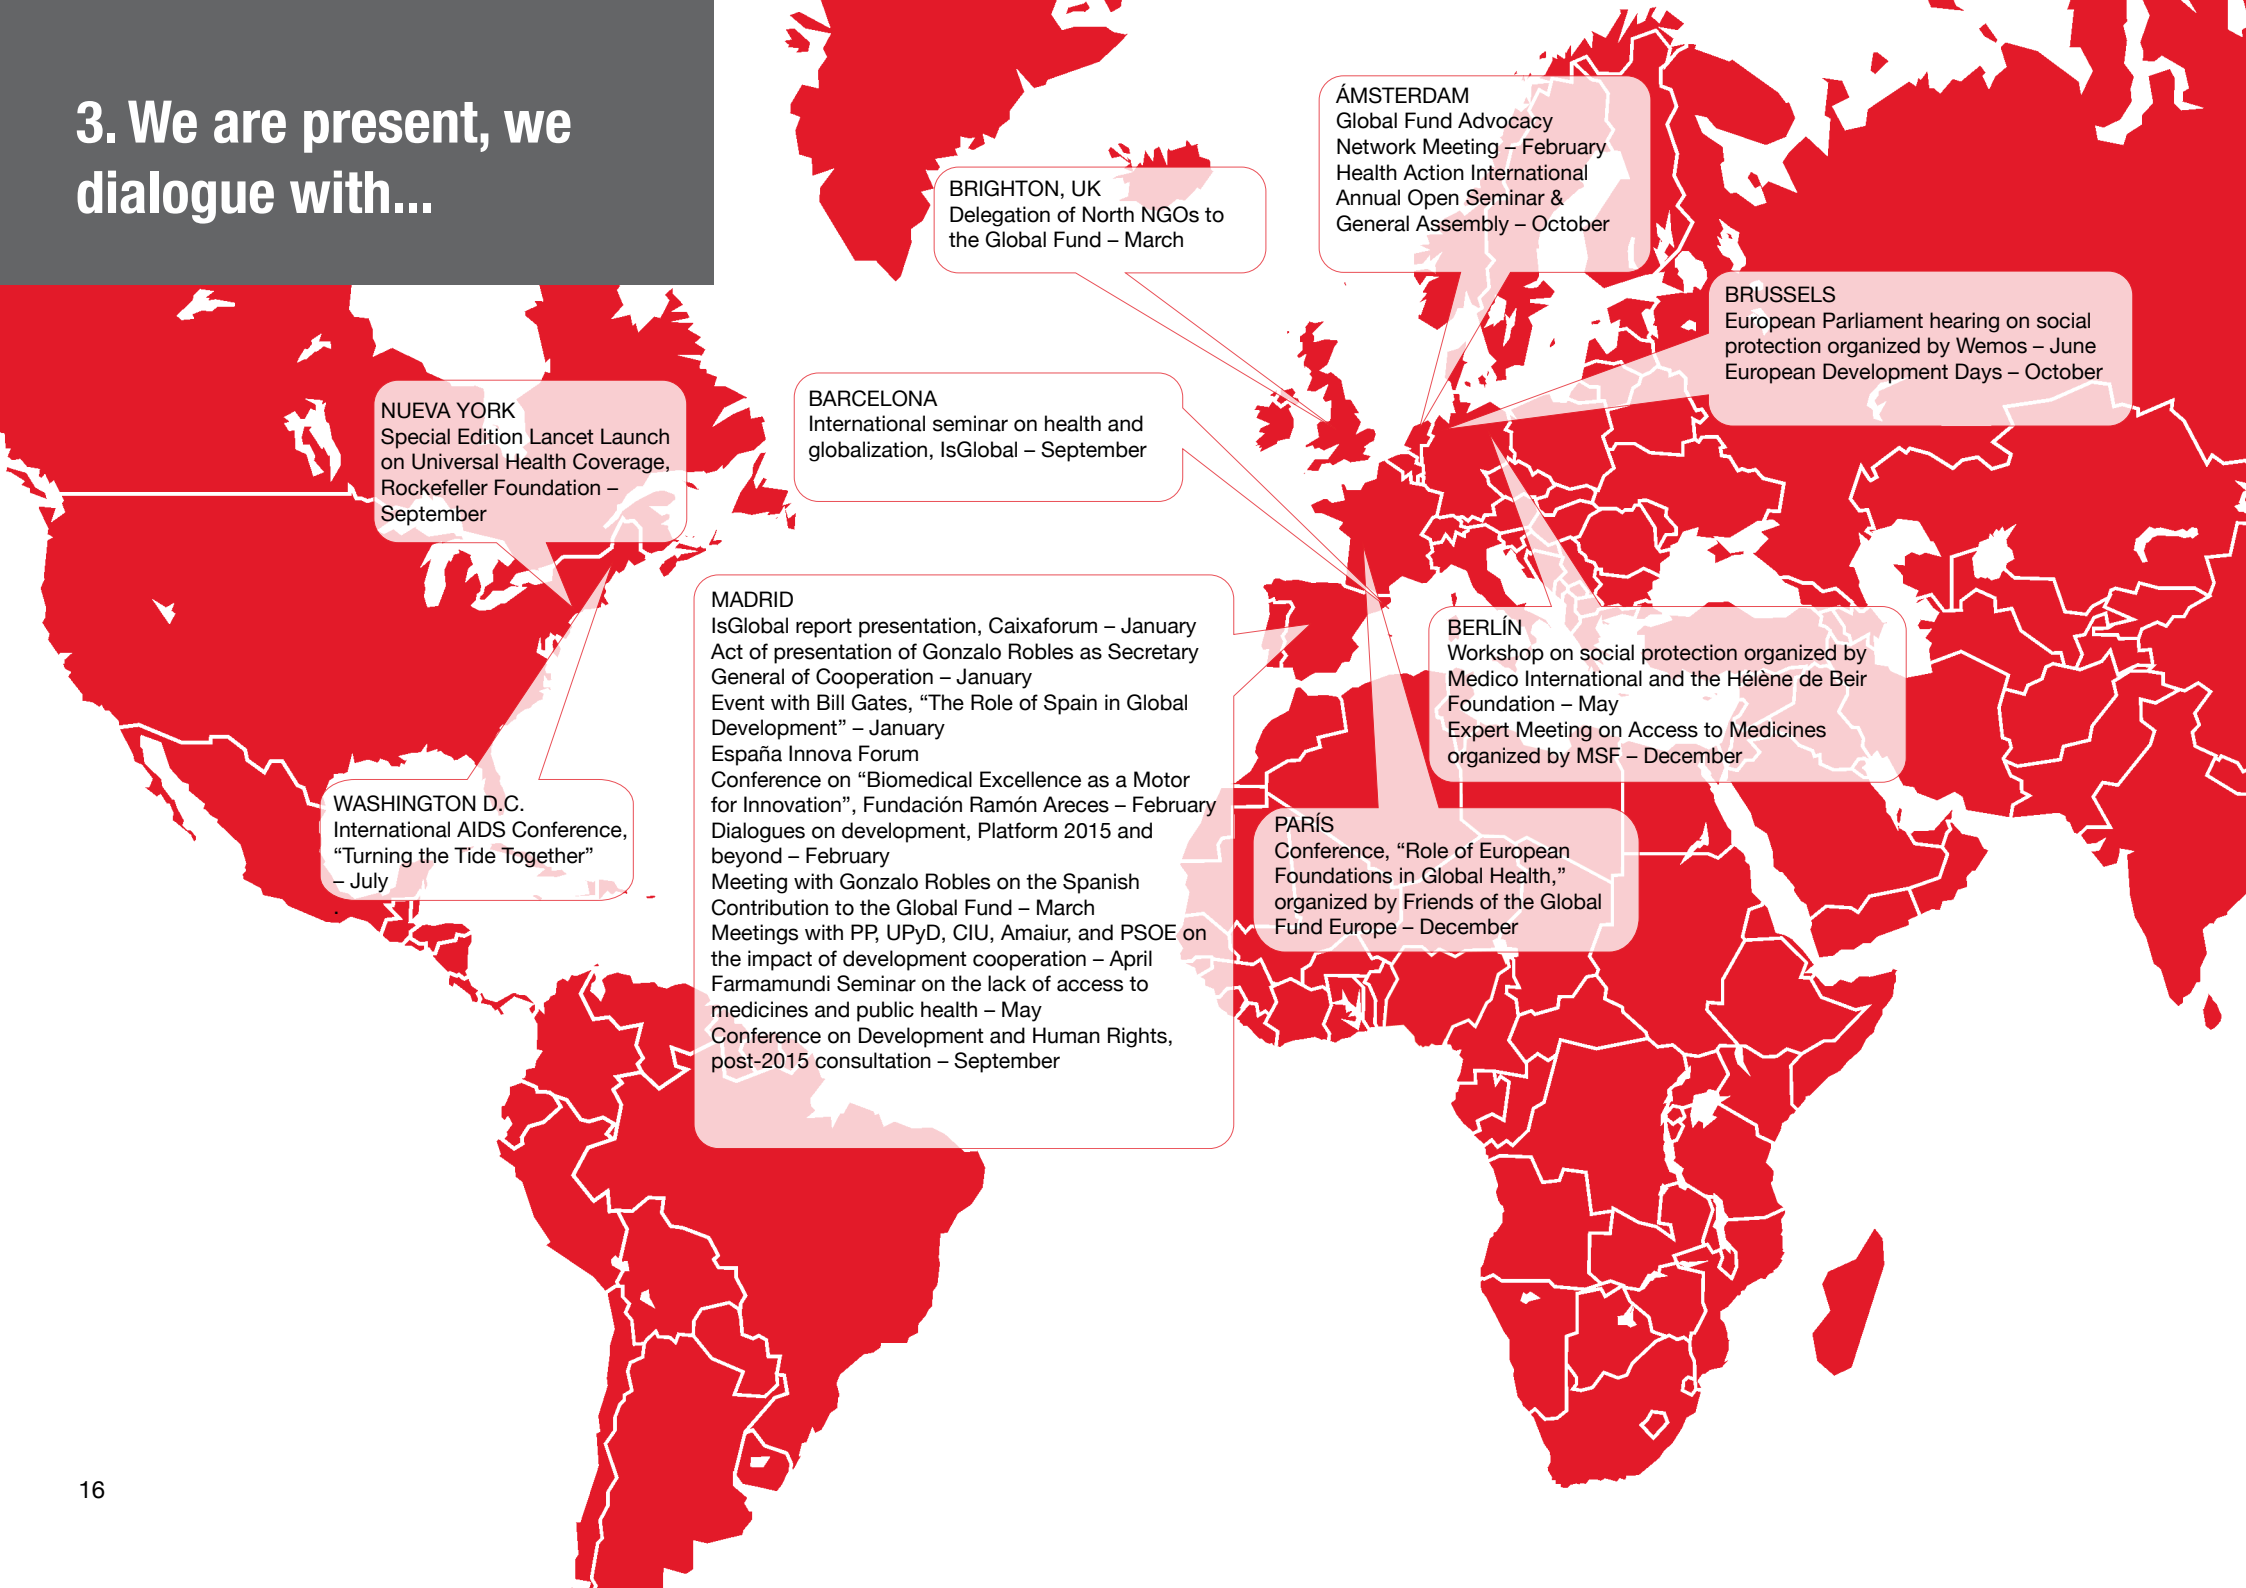 3. We are present, we
dialogue with...
ÁMSTERDAM
Global Fund Advocacy
Network Meeting – February
Health Action International
Annual Open Seminar &
General Assembly – October
BRIGHTON, UK
Delegation of North NGOs to
the Global Fund – March
BRUSSELS
European Parliament hearing on social
protection organized by Wemos – June
European Development Days – October
NUEVA YORK
Special Edition Lancet Launch
on Universal Health Coverage,
Rockefeller Foundation –
September
BARCELONA
International seminar on health and
globalization, IsGlobal – September
MADRID
IsGlobal report presentation, Caixaforum – January
Act of presentation of Gonzalo Robles as Secretary
General of Cooperation – January
Event with Bill Gates, “The Role of Spain in Global
Development” – January
España Innova Forum
Conference on “Biomedical Excellence as a Motor
for Innovation”, Fundación Ramón Areces – February
Dialogues on development, Platform 2015 and
beyond – February
Meeting with Gonzalo Robles on the Spanish
Contribution to the Global Fund – March
Meetings with PP, UPyD, CIU, Amaiur, and PSOE on
the impact of development cooperation – April
Farmamundi Seminar on the lack of access to
medicines and public health – May
Conference on Development and Human Rights,
post-2015 consultation – September
BERLÍN
Workshop on social protection organized by
Medico International and the Hélène de Beir
Foundation – May
Expert Meeting on Access to Medicines
organized by MSF – December
WASHINGTON D.C.
International AIDS Conference,
“Turning the Tide Together”
– July
.
PARÍS
Conference, “Role of European
Foundations in Global Health,”
organized by Friends of the Global
Fund Europe – December
16